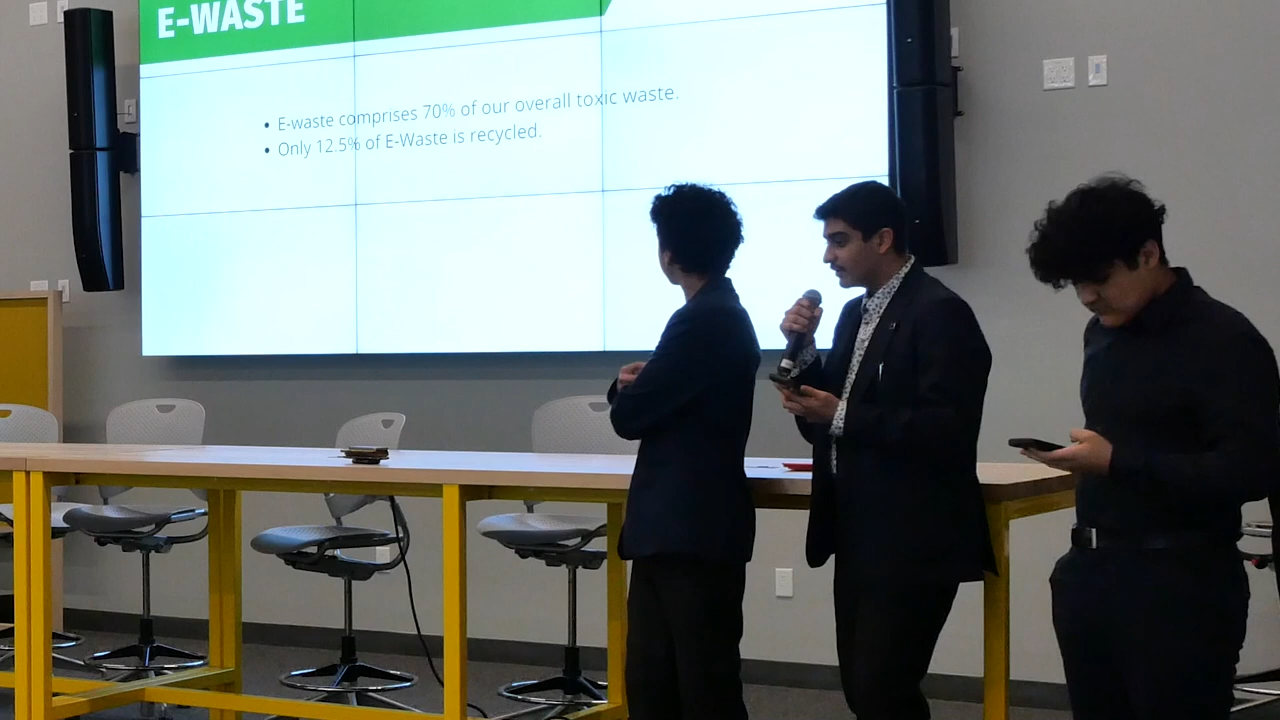 E-WASTE
• E-waste comprises 70% of our overall toxic waste.
• Only 12.5% of E-Waste is recycled.